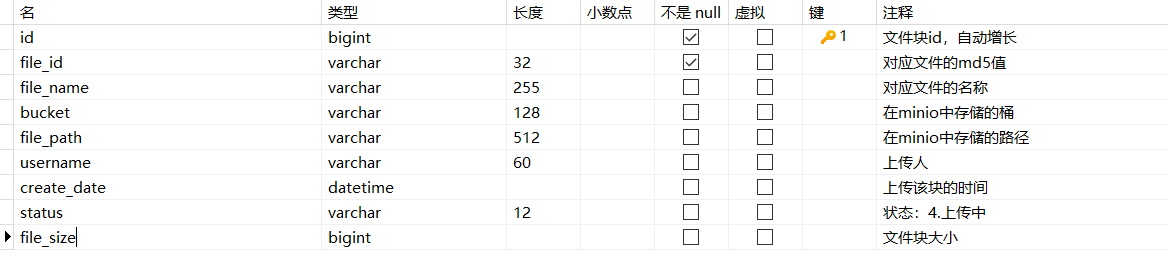 名 类型 长度 小数点 不是 null 虚拟 键 注释
id bigint 1 文件块id，自动增长
file_id varchar 32 对应文件的md5值
file_name varchar 255 对应文件的名称
bucket varchar 128 在minio中存储的桶
file_path varchar 512 在minio中存储的路径
username varchar 60 上传人
create_date datetime 上传该块的时间
status varchar 12 状态：4.上传中
file_size bigint 文件块大小